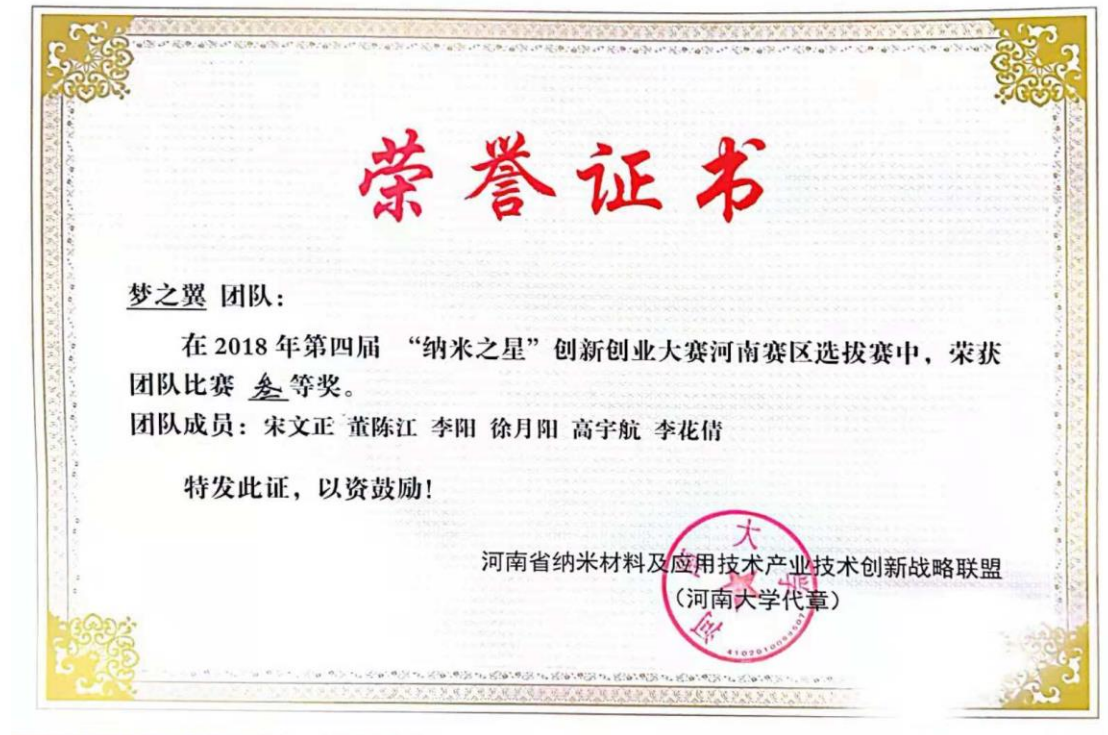 荣誉证书
梦之翼 团队：
在 2018 年第四届 “纳米之星”创新创业大赛河南赛区选拔赛中，荣获
团队比赛 叁 等奖。
团队成员：宋文正 董陈江 李阳 徐月阳 高宇航 李花倩
特发此证，以资鼓励！
河南省纳米材料及应用技术产业技术创新战略联盟
（河南大学代章）
河南大学